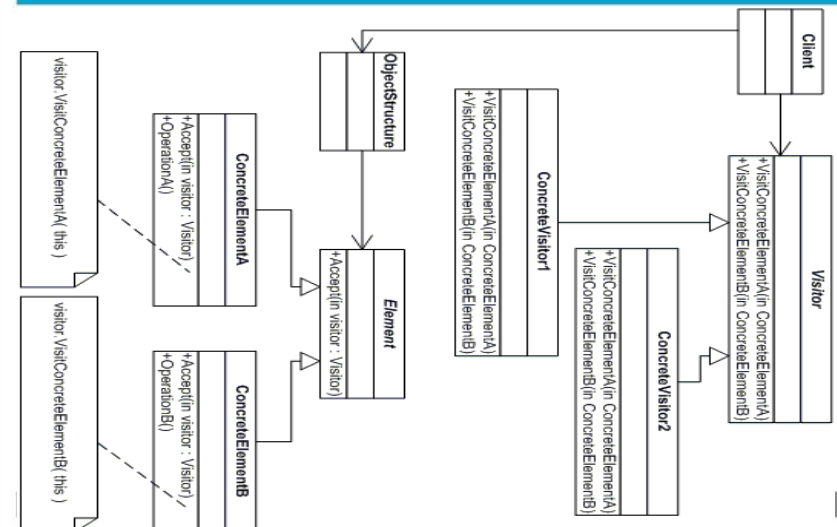 Client
Visitor
+VisitConcreteElementA(in ConcreteElementA)
+VisitConcreteElementB(in ConcreteElementB)
ConcreteVisitor1
+VisitConcreteElementA(in ConcreteElementA)
+VisitConcreteElementB(in ConcreteElementB)
ConcreteVisitor2
+VisitConcreteElementA(in ConcreteElementA)
+VisitConcreteElementB(in ConcreteElementB)
ObjectStructure
Element
+Accept(in visitor : Visitor)
ConcreteElementA
+Accept(in visitor : Visitor)
+OperationA()
ConcreteElementB
+Accept(in visitor : Visitor)
+OperationB()
visitor.VisitConcreteElementA( this )
visitor.VisitConcreteElementB( this )